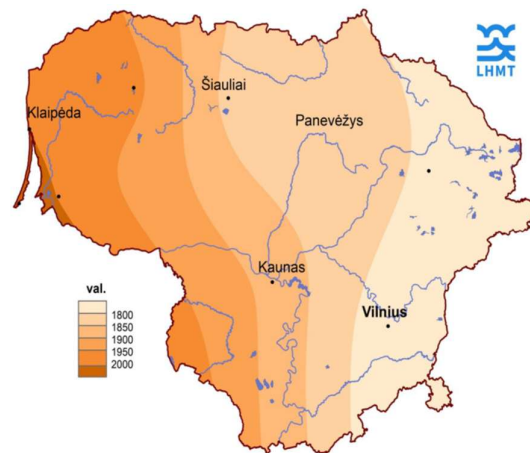 LHMT
Šiauliai
Klaipėda
Panevėžys
Kaunas
val.
1800
1850
1900
1950
2000
Vilnius